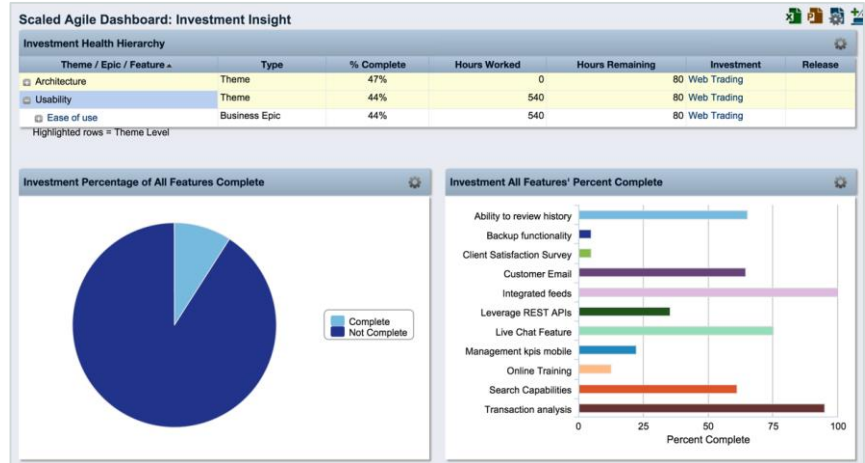 Scaled Agile Dashboard: Investment Insight
Investment Health Hierarchy
Theme / Epic / Feature Type % Complete Hours Worked Hours Remaining Investment Release
Architecture Theme 47% 0 80 Web Trading
Usability Theme 44% 540 80 Web Trading
Ease of use Business Epic 44% 540 80 Web Trading
Highlighted rows = Theme Level
Investment Percentage of All Features Complete
Complete
Not Complete
Investment All Features' Percent Complete
Ability to review history
Backup functionality
Client Satisfaction Survey
Customer Email
Integrated feeds
Leverage REST APIs
Live Chat Feature
Management kpis mobile
Online Training
Search Capabilities
Transaction analysis
0 25 50 75 100
Percent Complete